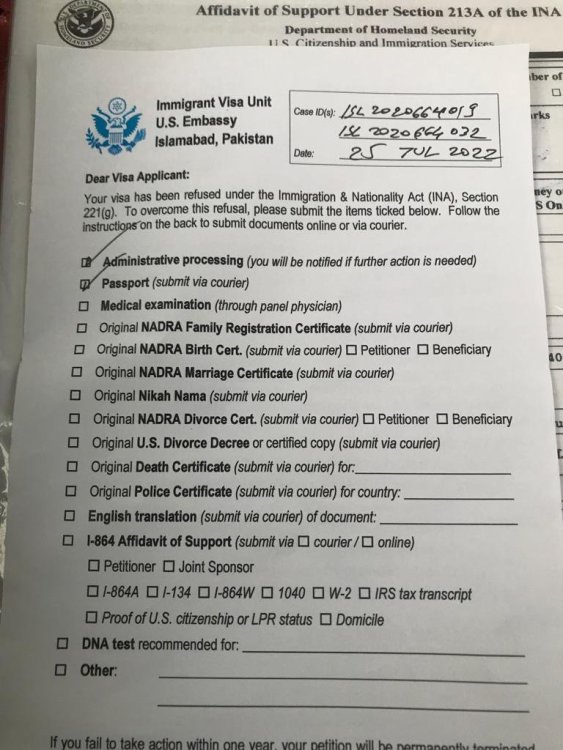 Affidavit of Support Under Section 213A of the INA
Department of Homeland Security
U.S. Citizenship and Immigration Services
Immigrant Visa Unit
U.S. Embassy
Islamabad, Pakistan
Case ID(s): ISL 2020664019
ISL 2020664032
Date: 25 JUL 2022
Dear Visa Applicant:
Your visa has been refused under the Immigration & Nationality Act (INA), Section
221(g). To overcome this refusal, please submit the items ticked below. Follow the
instructions on the back to submit documents online or via courier.
☑ Administrative processing (you will be notified if further action is needed)
☑ Passport (submit via courier)
☐ Medical examination (through panel physician)
☐ Original NADRA Family Registration Certificate (submit via courier)
☐ Original NADRA Birth Cert. (submit via courier) ☐ Petitioner ☐ Beneficiary
☐ Original NADRA Marriage Certificate (submit via courier)
☐ Original Nikah Nama (submit via courier)
☐ Original NADRA Divorce Cert. (submit via courier) ☐ Petitioner ☐ Beneficiary
☐ Original U.S. Divorce Decree or certified copy (submit via courier)
☐ Original Death Certificate (submit via courier) for:
☐ Original Police Certificate (submit via courier) for country:
☐ English translation (submit via courier) of document:
☐ I-864 Affidavit of Support (submit via ☐ courier / ☐ online)
☐ Petitioner ☐ Joint Sponsor
☐ I-864A ☐ I-134 ☐ I-864W ☐ 1040 ☐ W-2 ☐ IRS tax transcript
☐ Proof of U.S. citizenship or LPR status ☐ Domicile
☐ DNA test recommended for:
☐ Other:
If you fail to take action within one year, your petition will be permanently terminated